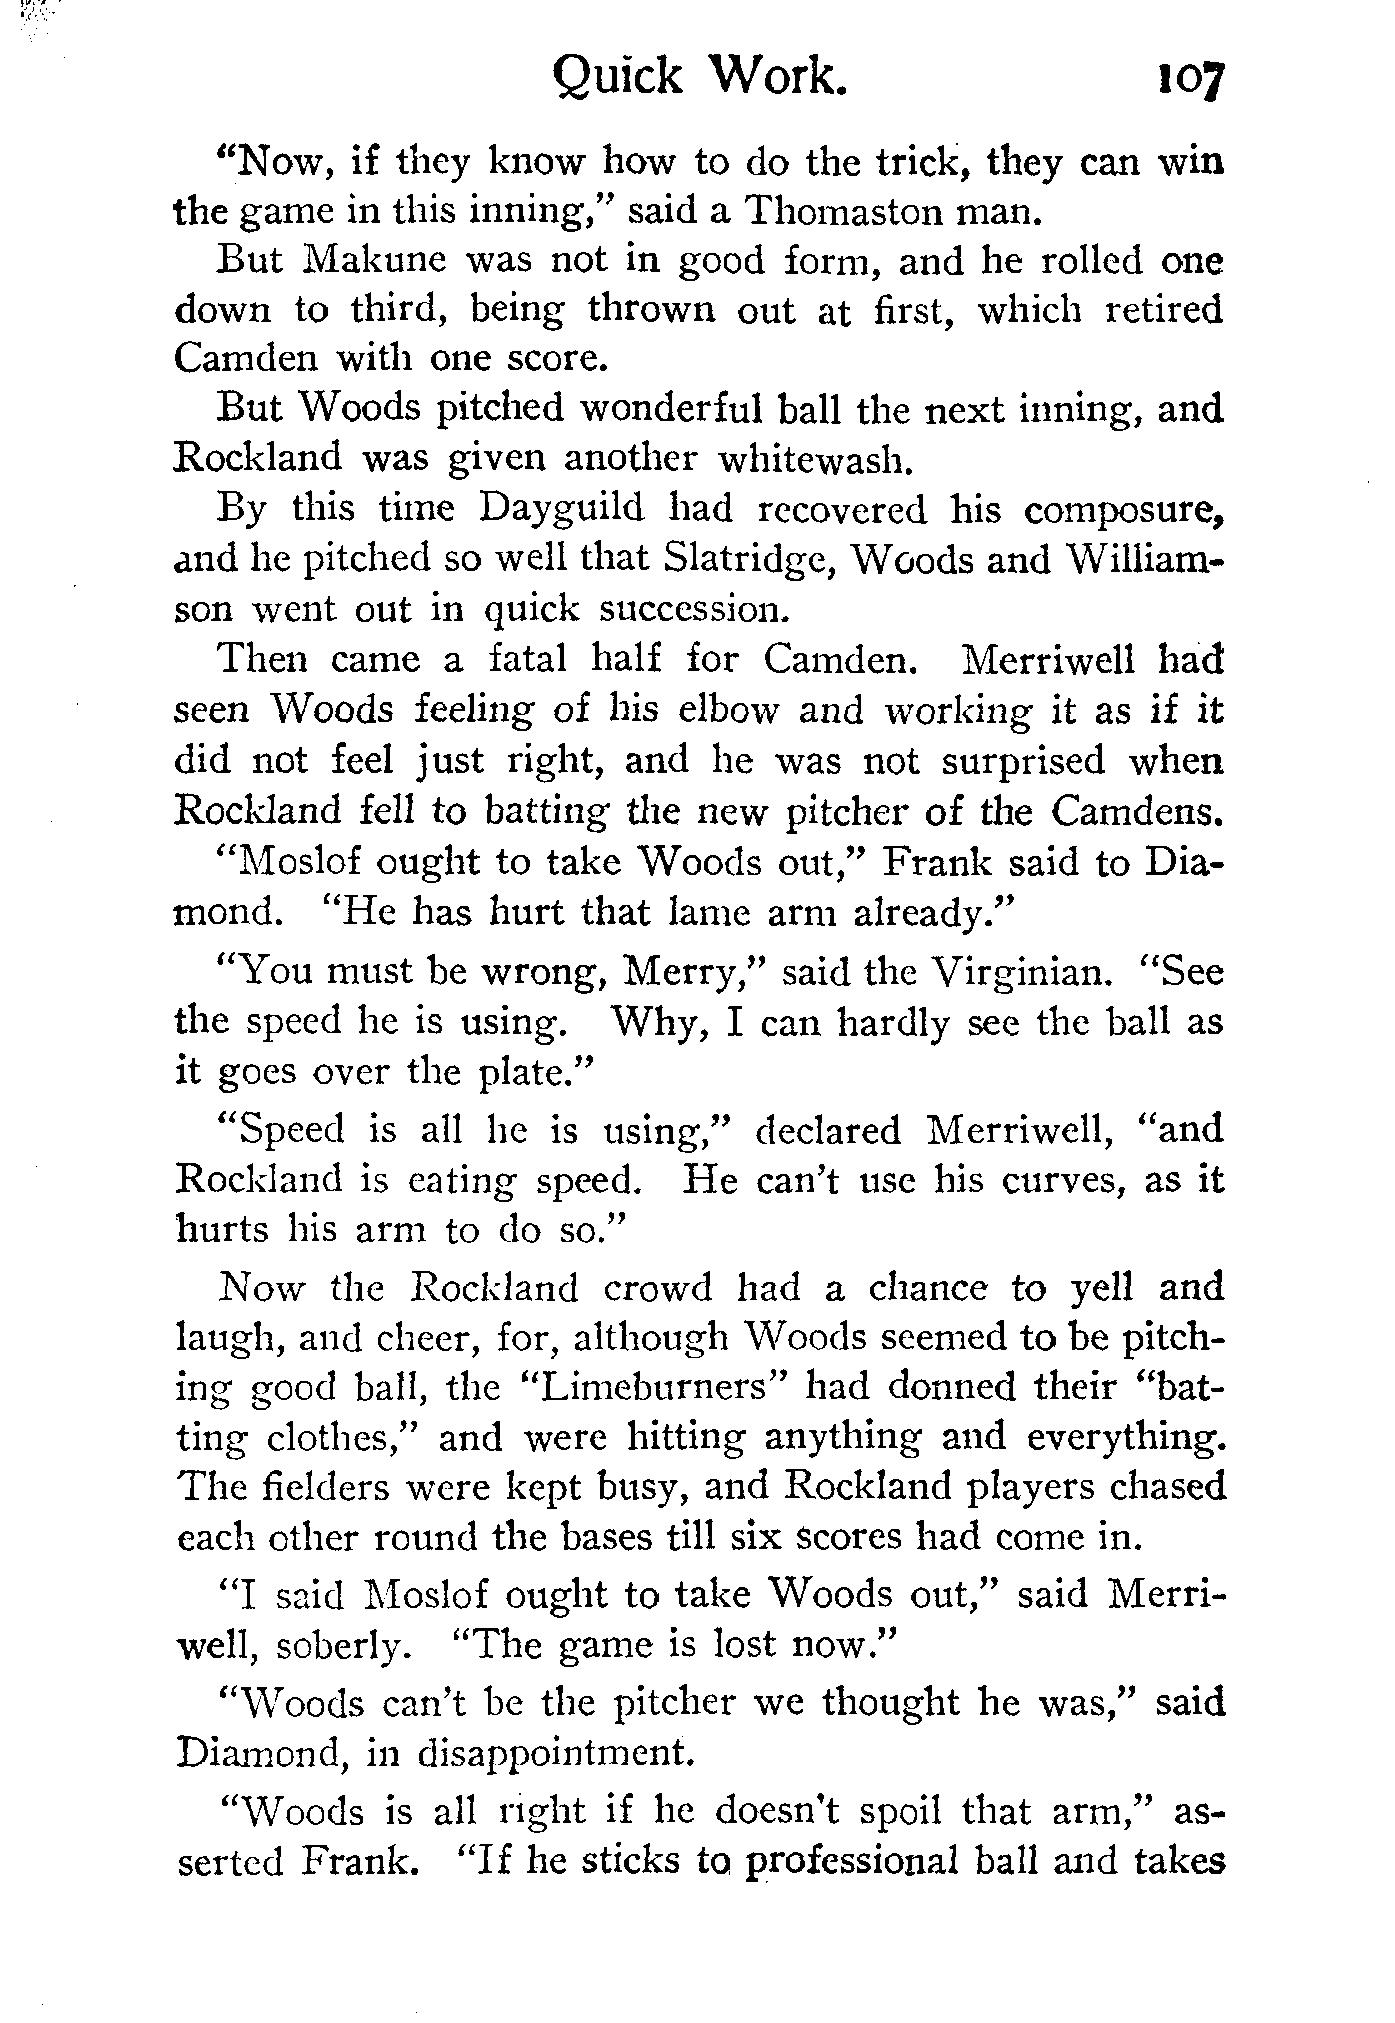 Quick Work. 107
"Now, if they know how to do the trick, they can win
the game in this inning," said a Thomaston man.
But Makune was not in good form, and he rolled one
down to third, being thrown out at first, which retired
Camden with one score.
But Woods pitched wonderful ball the next inning, and
Rockland was given another whitewash.
By this time Dayguild had recovered his composure,
and he pitched so well that Slatridge, Woods and William-
son went out in quick succession.
Then came a fatal half for Camden. Merriwell had
seen Woods feeling of his elbow and working it as if it
did not feel just right, and he was not surprised when
Rockland fell to batting the new pitcher of the Camdens.
"Moslof ought to take Woods out," Frank said to Dia-
mond. "He has hurt that lame arm already."
"You must be wrong, Merry," said the Virginian. "See
the speed he is using. Why, I can hardly see the ball as
it goes over the plate."
"Speed is all he is using," declared Merriwell, "and
Rockland is eating speed. He can't use his curves, as it
hurts his arm to do so."
Now the Rockland crowd had a chance to yell and
laugh, and cheer, for, although Woods seemed to be pitch-
ing good ball, the "Limeburners" had donned their "bat-
ting clothes," and were hitting anything and everything.
The fielders were kept busy, and Rockland players chased
each other round the bases till six scores had come in.
"I said Moslof ought to take Woods out," said Merri-
well, soberly. "The game is lost now."
"Woods can't be the pitcher we thought he was," said
Diamond, in disappointment.
"Woods is all right if he doesn't spoil that arm," as-
serted Frank. "If he sticks to professional ball and takes